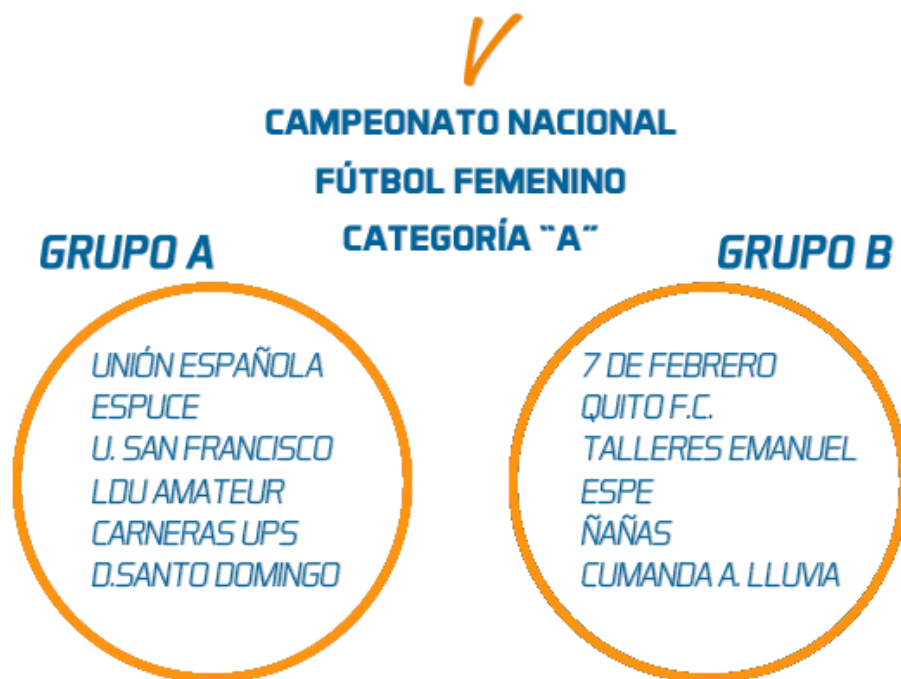 V
CAMPEONATO NACIONAL
FÚTBOL FEMENINO
CATEGORÍA "A"
GRUPO A
UNIÓN ESPAÑOLA
ESPUCE
U. SAN FRANCISCO
LDU AMATEUR
CARNERAS UPS
D.SANTO DOMINGO
GRUPO B
7 DE FEBRERO
QUITO F.C.
TALLERES EMANUEL
ESPE
ÑAÑAS
CUMANDA A. LLUVIA